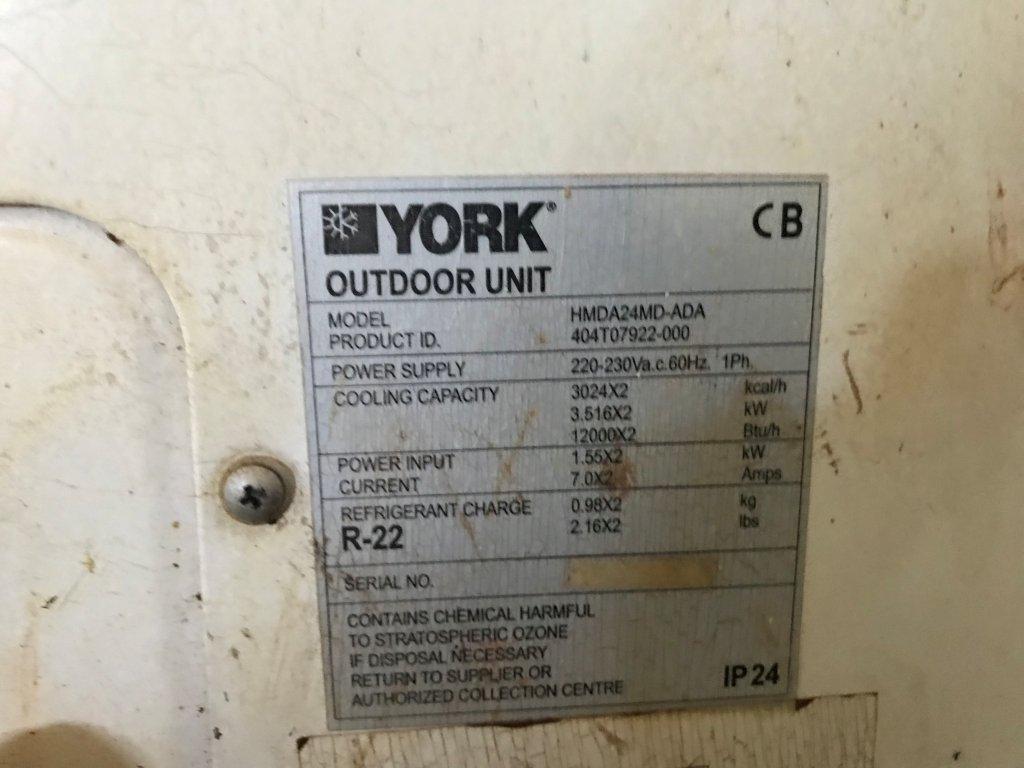 YORK®
CB
OUTDOOR UNIT
MODEL HMDA24MD-ADA
PRODUCT ID. 404T07922-000
POWER SUPPLY 220-230Va.c.60Hz. 1Ph.
COOLING CAPACITY 3024X2 kcal/h
3.516X2 kW
12000X2 Btu/h
POWER INPUT 1.55X2 kW
CURRENT 7.0X2 Amps
REFRIGERANT CHARGE 0.98X2 kg
R-22 2.16X2 lbs
SERIAL NO.
CONTAINS CHEMICAL HARMFUL
TO STRATOSPHERIC OZONE
IF DISPOSAL NECESSARY
RETURN TO SUPPLIER OR
AUTHORIZED COLLECTION CENTRE
IP24